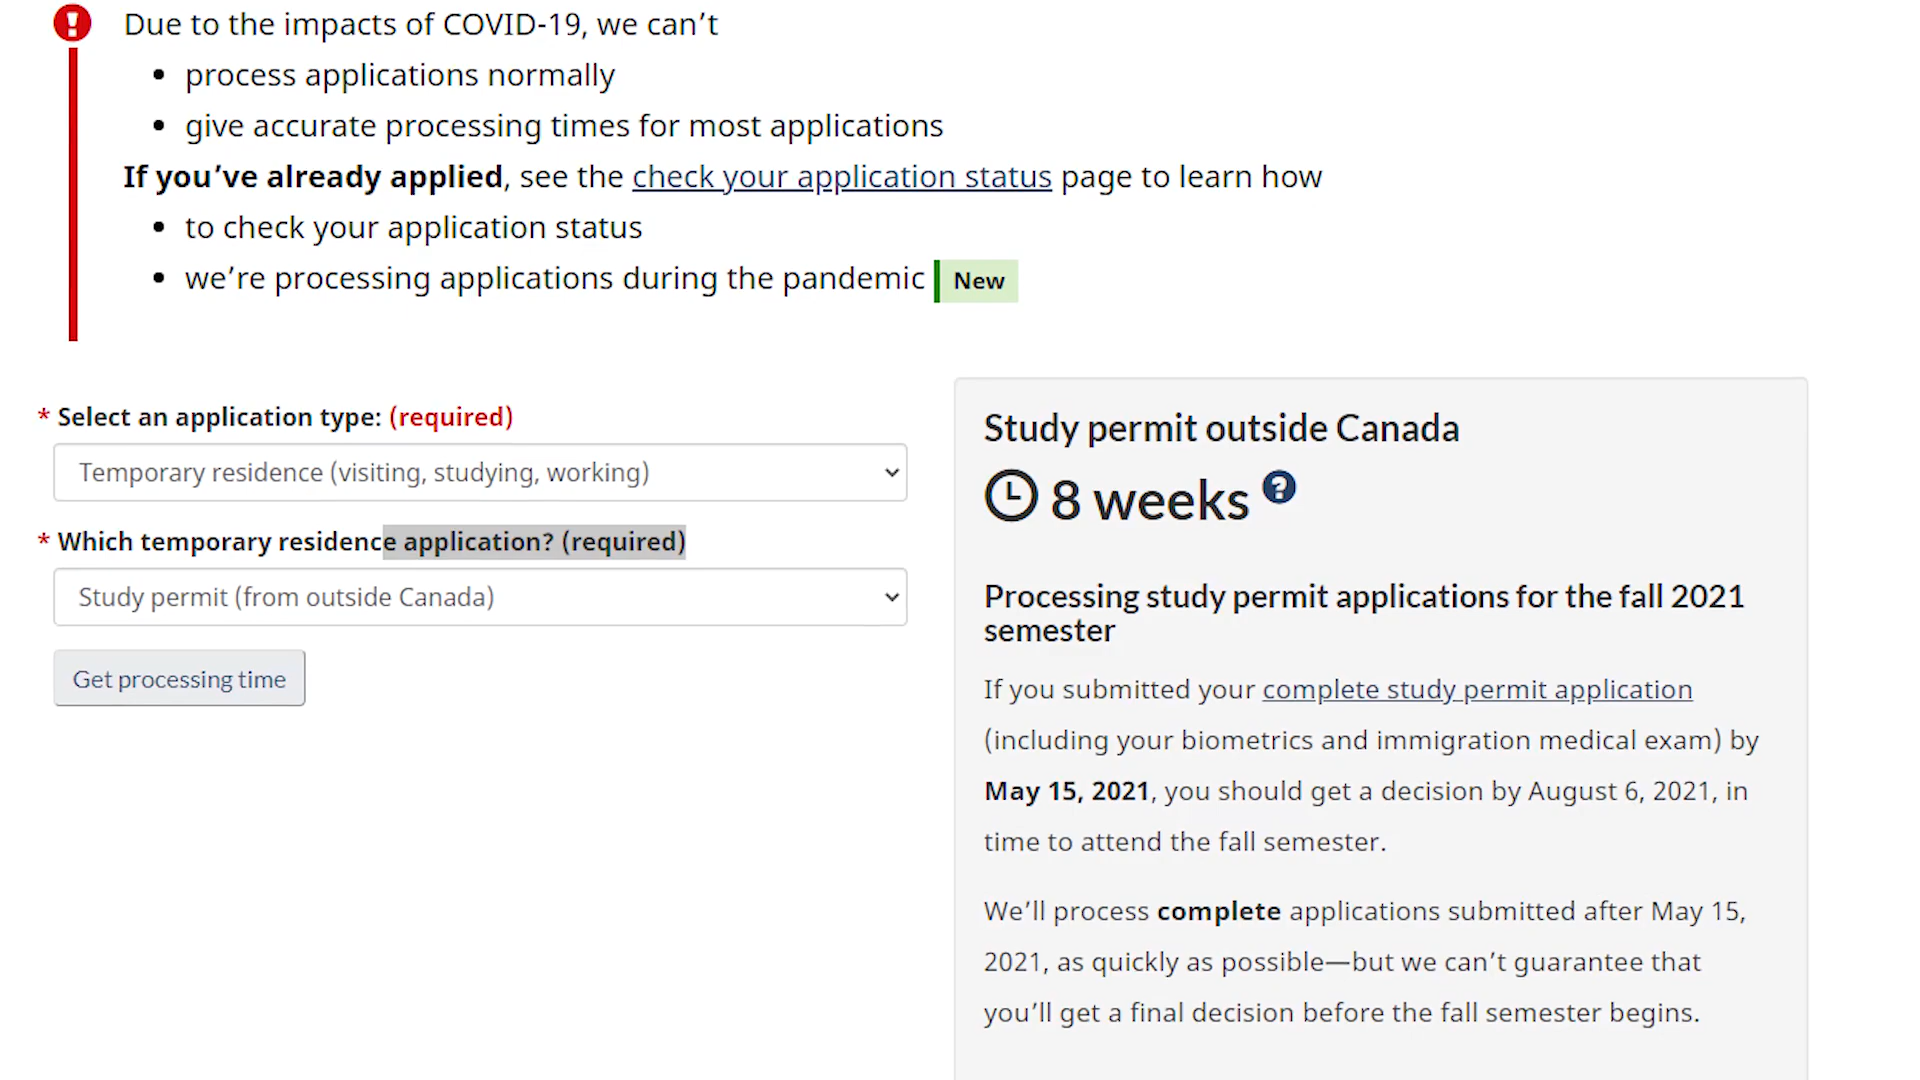 Due to the impacts of COVID-19, we can’t
• process applications normally
• give accurate processing times for most applications
If you’ve already applied, see the check your application status page to learn how
• to check your application status
• we’re processing applications during the pandemic New
* Select an application type: (required)
Temporary residence (visiting, studying, working)
* Which temporary residence application? (required)
Study permit (from outside Canada)
Get processing time
Study permit outside Canada
8 weeks ?
Processing study permit applications for the fall 2021
semester
If you submitted your complete study permit application
(including your biometrics and immigration medical exam) by
May 15, 2021, you should get a decision by August 6, 2021, in
time to attend the fall semester.
We’ll process complete applications submitted after May 15,
2021, as quickly as possible—but we can’t guarantee that
you’ll get a final decision before the fall semester begins.